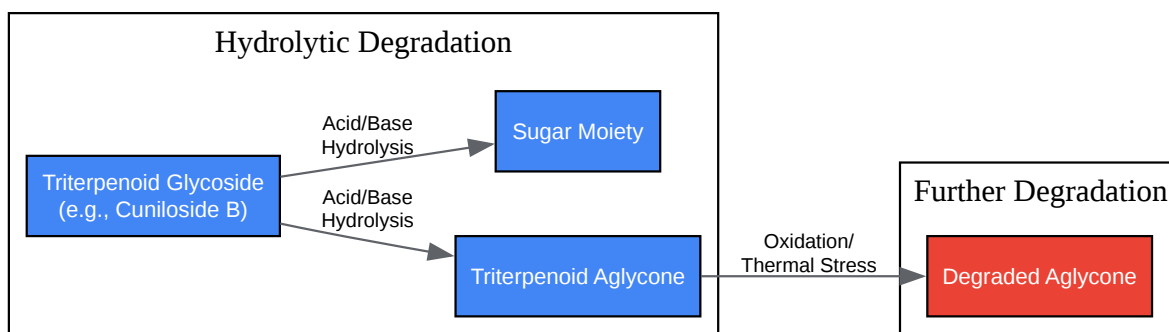 Hydrolytic Degradation
Acid/Base
Hydrolysis
Sugar Moiety
Triterpenoid Glycoside
(e.g., Cuniloside B)
Acid/Base
Hydrolysis
Triterpenoid Aglycone
Oxidation/
Thermal Stress
Further Degradation
Degraded Aglycone